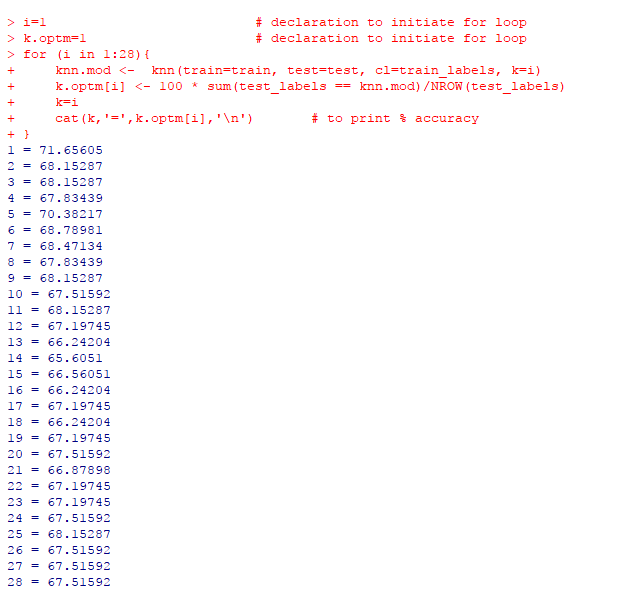 > i=1                          # declaration to initiate for loop
> k.optm=1                     # declaration to initiate for loop
> for (i in 1:28){
+     knn.mod <-  knn(train=train, test=test, cl=train_labels, k=i)
+     k.optm[i] <- 100 * sum(test_labels == knn.mod)/NROW(test_labels)
+     k=i
+     cat(k,'=',k.optm[i],'\n')       # to print % accuracy
+ }
1 = 71.65605
2 = 68.15287
3 = 68.15287
4 = 67.83439
5 = 70.38217
6 = 68.78981
7 = 68.47134
8 = 67.83439
9 = 68.15287
10 = 67.51592
11 = 68.15287
12 = 67.19745
13 = 66.24204
14 = 65.6051
15 = 66.56051
16 = 66.24204
17 = 67.19745
18 = 66.24204
19 = 67.19745
20 = 67.51592
21 = 66.87898
22 = 67.19745
23 = 67.19745
24 = 67.51592
25 = 68.15287
26 = 67.51592
27 = 67.51592
28 = 67.51592